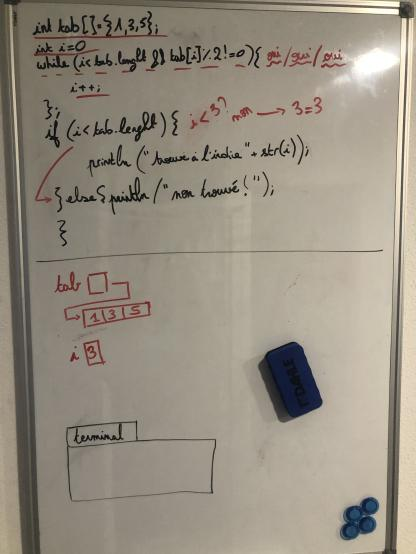 int tab[]={1,3,5};
int i=0
while (i<tab.lenght && tab[i]%2!=0){ oui/oui/oui
i++;
};
if (i<tab.lenght){ i<3? non → 3=3
println("trouvé à l'indice"+str(i));
}else{println("non trouvé!");
}
tab
1 3 5
i 3
terminal